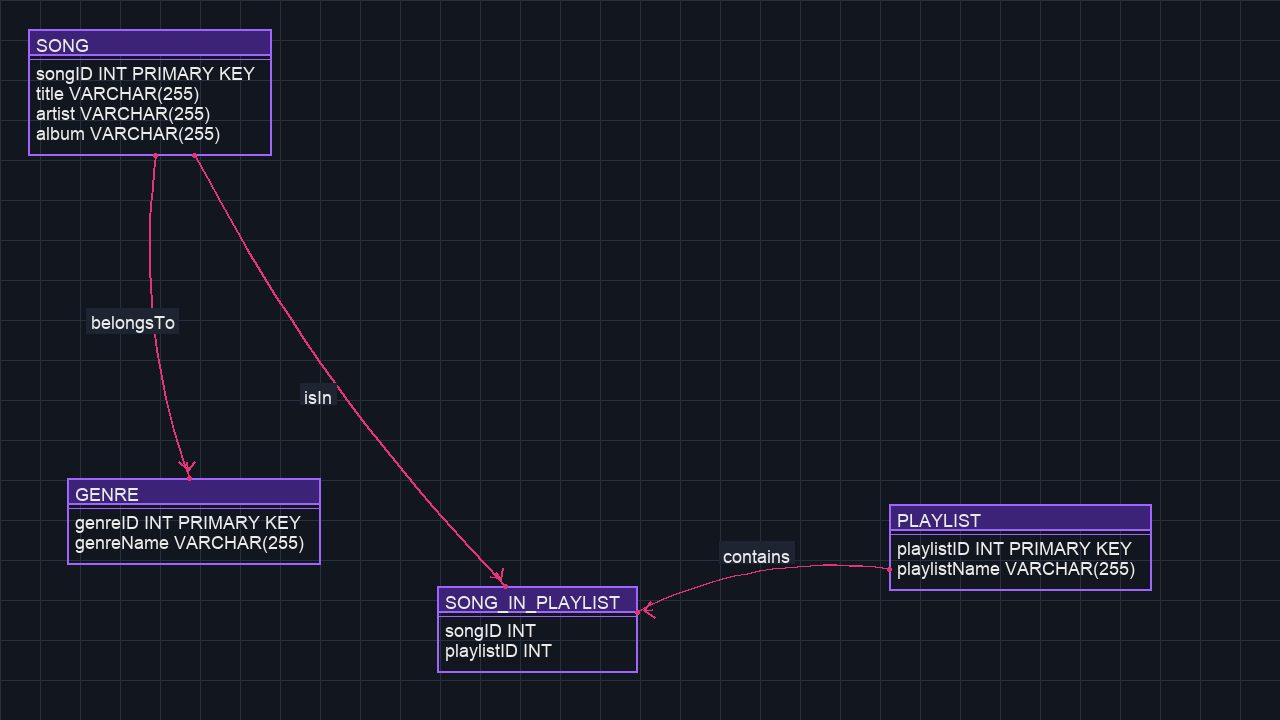 SONG
songID INT PRIMARY KEY
title VARCHAR(255)
artist VARCHAR(255)
album VARCHAR(255)
belongsTo
isIn
GENRE
genreID INT PRIMARY KEY
genreName VARCHAR(255)
PLAYLIST
playlistID INT PRIMARY KEY
playlistName VARCHAR(255)
contains
SONG_IN_PLAYLIST
songID INT
playlistID INT